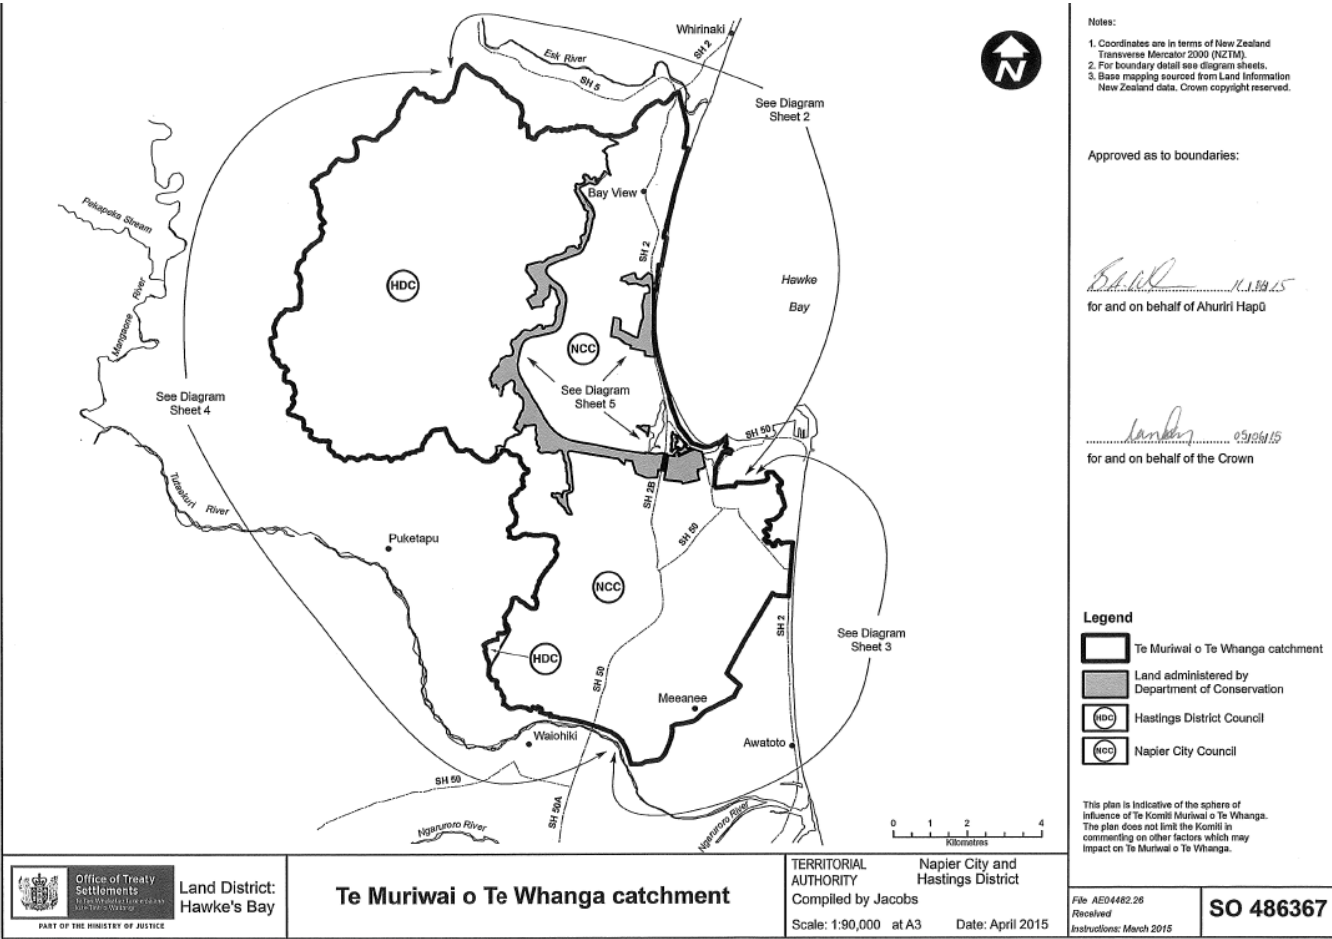 Whirinaki
SH 2
Esk River
SH 5
See Diagram
Sheet 2
Bay View
Pekapeka Stream
SH 2
Hawke
Bay
HDC
Mangaone River
NCC
See Diagram
Sheet 5
See Diagram
Sheet 4
SH 50
Tutaekuri River
SH 2B
SH 50
Puketapu
NCC
SH 2
See Diagram
Sheet 3
HDC
SH 50
Meeanee
Waiohiki
Awatoto
SH 50
SH 50A
Ngaruroro River
Ngaruroro River
0 1 2 4
Kilometres
N
Notes:
1. Coordinates are in terms of New Zealand
Transverse Mercator 2000 (NZTM).
2. For boundary detail see diagram sheets.
3. Base mapping sourced from Land Information
New Zealand data. Crown copyright reserved.
Approved as to boundaries:
for and on behalf of Ahuriri Hapū
05/06/15
for and on behalf of the Crown
Legend
Te Muriwai o Te Whanga catchment
Land administered by
Department of Conservation
HDC Hastings District Council
NCC Napier City Council
This plan is indicative of the sphere of
influence of Te Komiti Muriwai o Te Whanga.
The plan does not limit the Komiti in
commenting on other factors which may
impact on Te Muriwai o Te Whanga.
Office of Treaty
Settlements
PART OF THE MINISTRY OF JUSTICE
Land District:
Hawke's Bay
Te Muriwai o Te Whanga catchment
TERRITORIAL
AUTHORITY
Napier City and
Hastings District
Compiled by Jacobs
Scale: 1:90,000 at A3 Date: April 2015
File AE04482.26
Received
Instructions: March 2015
SO 486367